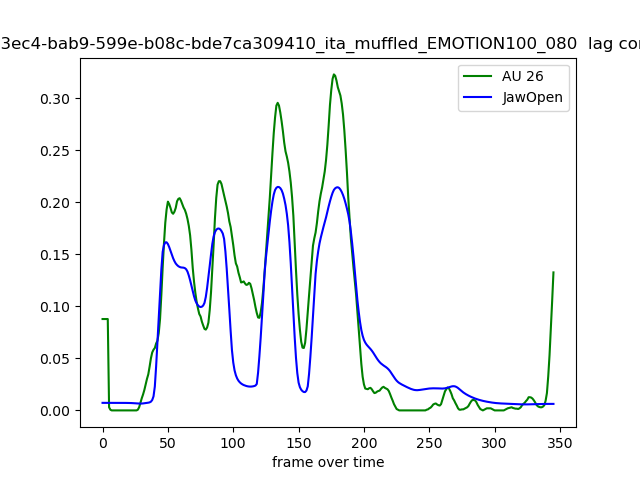 3ec4-bab9-599e-b08c-bde7ca309410_ita_muffled_EMOTION100_080 lag
AU 26
JawOpen
0.30
0.25
0.20
0.15
0.10
0.05
0.00
0 50 100 150 200 250 300 350
frame over time